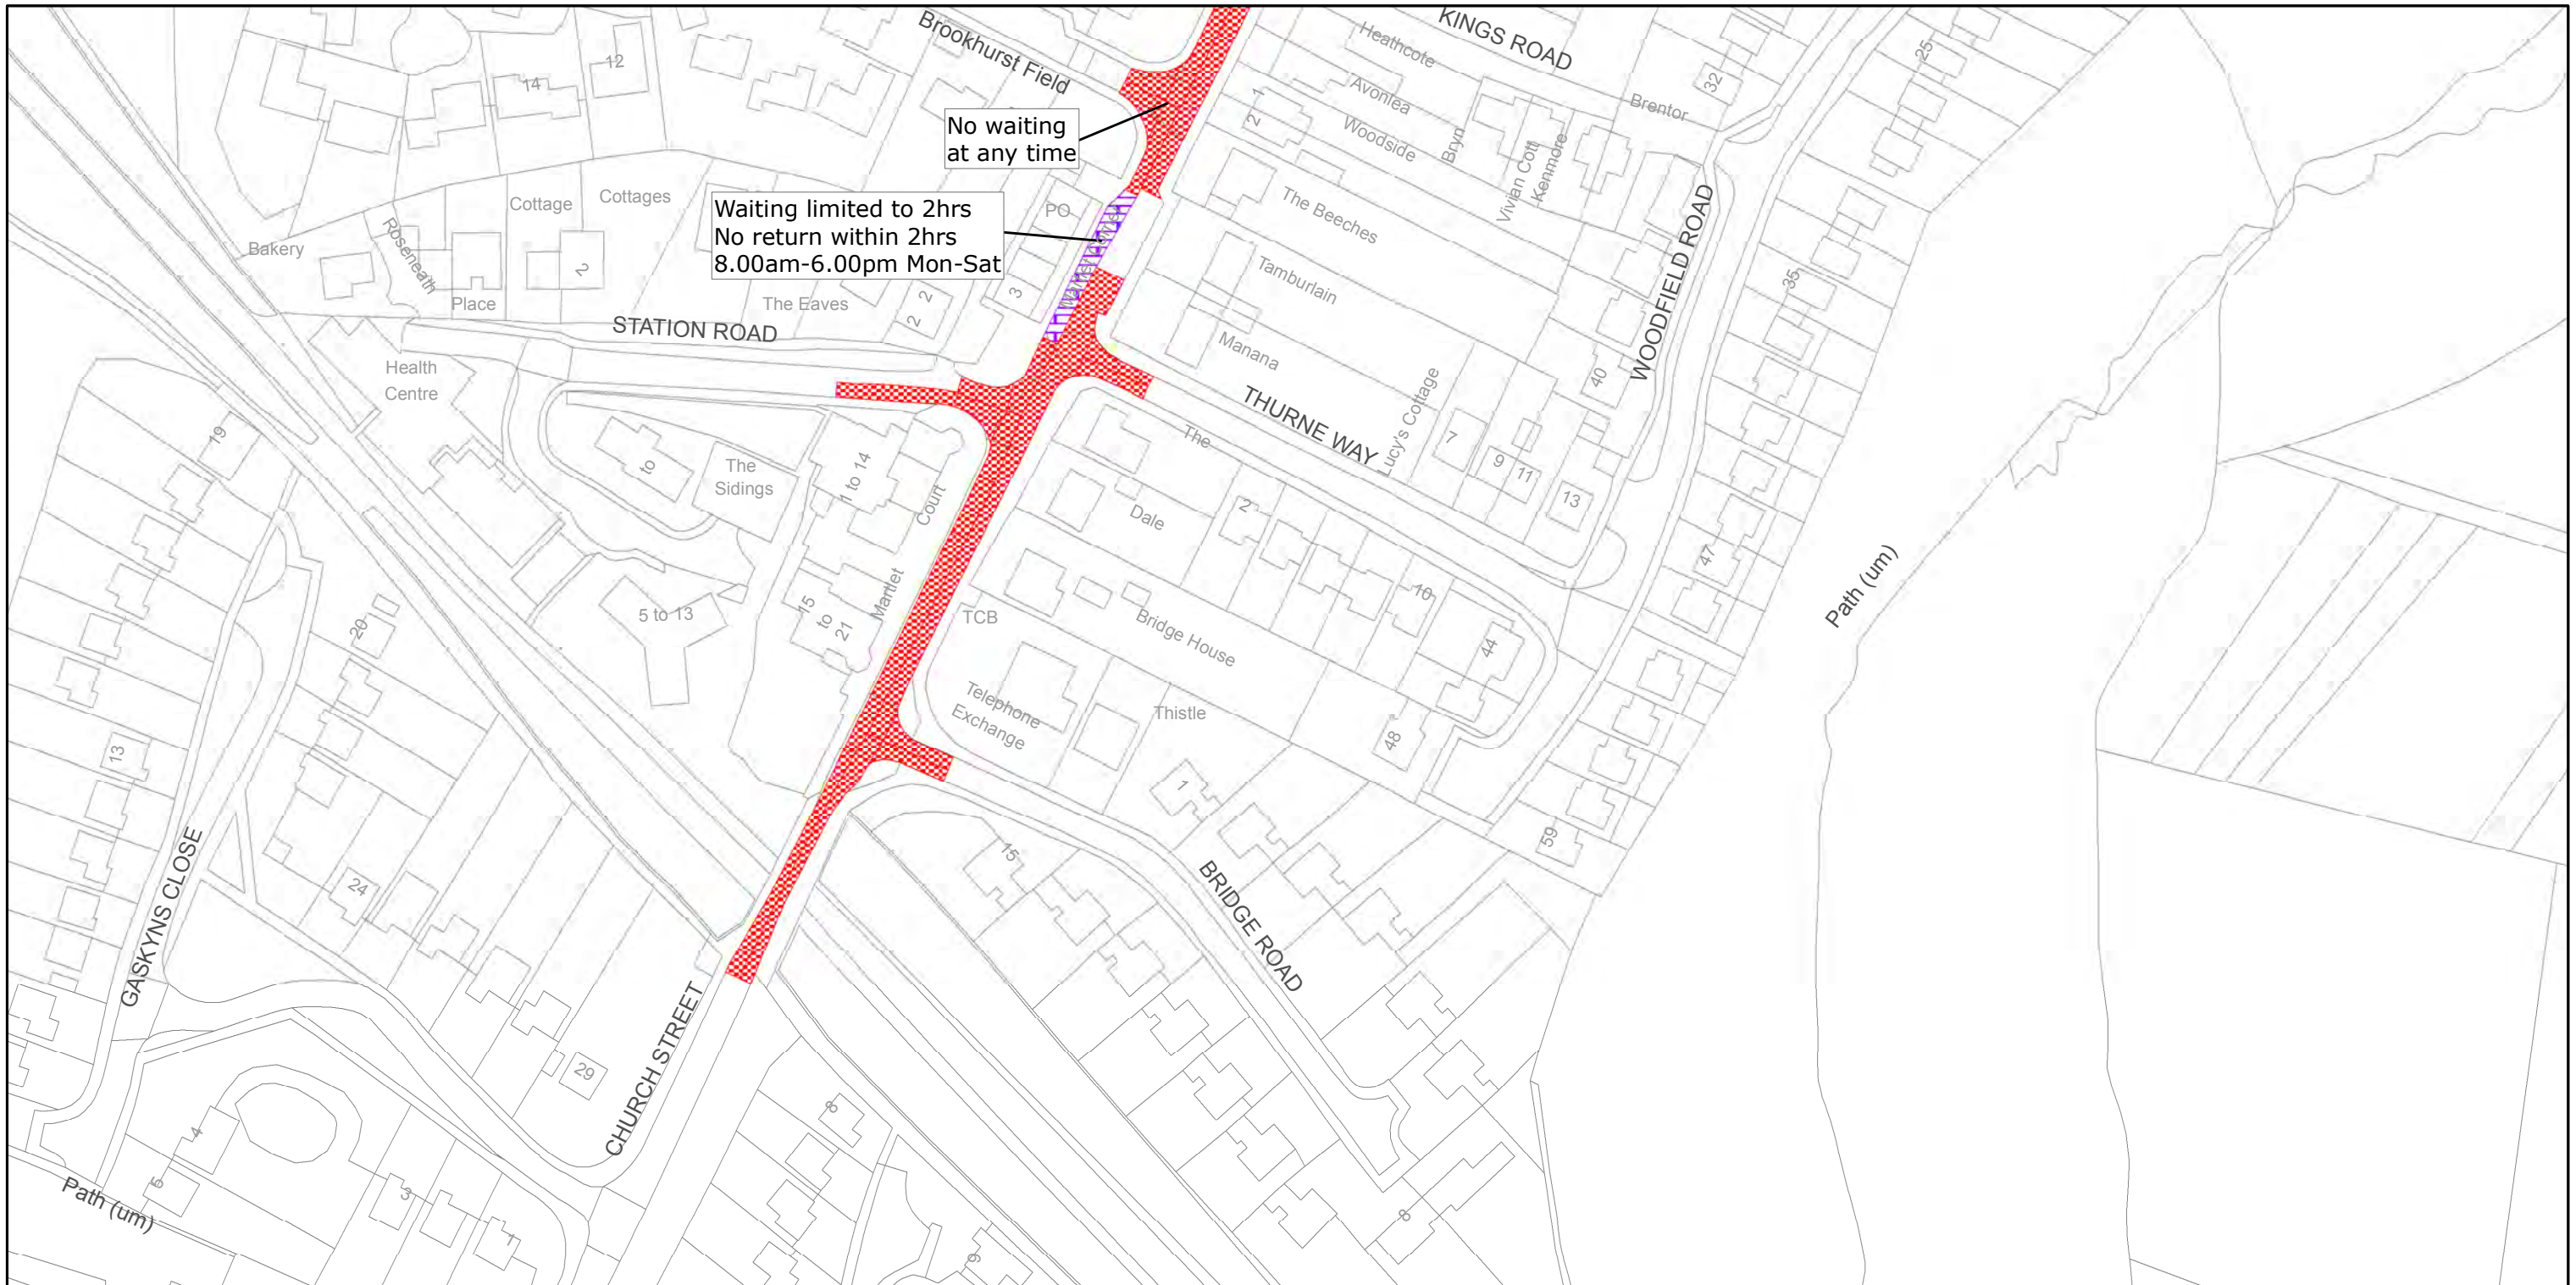 KINGS ROAD
Brookhurst Field
Heathcote
25
12
14
32
1
2
Avonlea
Brentor
No waiting
at any time
Woodside
Bryn
Vivian Cott
Kenmore
Waiting limited to 2hrs
No return within 2hrs
8.00am-6.00pm Mon-Sat
Cottage
Cottages
PO
The Beeches
WOODFIELD ROAD
Bakery
Roseneath
2
Place
The Eaves
2
2
3
Tamburlain
35
STATION ROAD
Health
Centre
Manana
40
THURNE WAY
Lucy's Cottage
19
to
The
Sidings
1 to 14
Court
The
7
9
11
13
Dale
2
47
Path (um)
5 to 13
15
to
21
Martlet
TCB
Bridge House
10
44
20
Telephone
Exchange
Thistle
48
13
1
59
15
24
GASKYNS CLOSE
BRIDGE ROAD
CHURCH STREET
29
8
4
5
3
1
Path (um)
9
8